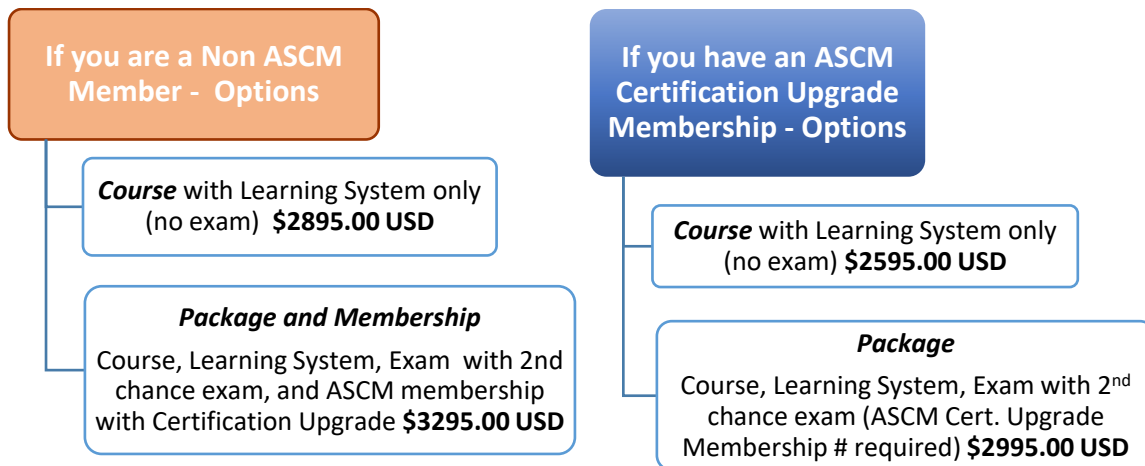 If you are a Non ASCM
Member - Options
Course with Learning System only
(no exam) $2895.00 USD
Package and Membership
Course, Learning System, Exam with 2nd
chance exam, and ASCM membership
with Certification Upgrade $3295.00 USD
If you have an ASCM
Certification Upgrade
Membership - Options
Course with Learning System only
(no exam) $2595.00 USD
Package
Course, Learning System, Exam with 2nd
chance exam (ASCM Cert. Upgrade
Membership # required) $2995.00 USD